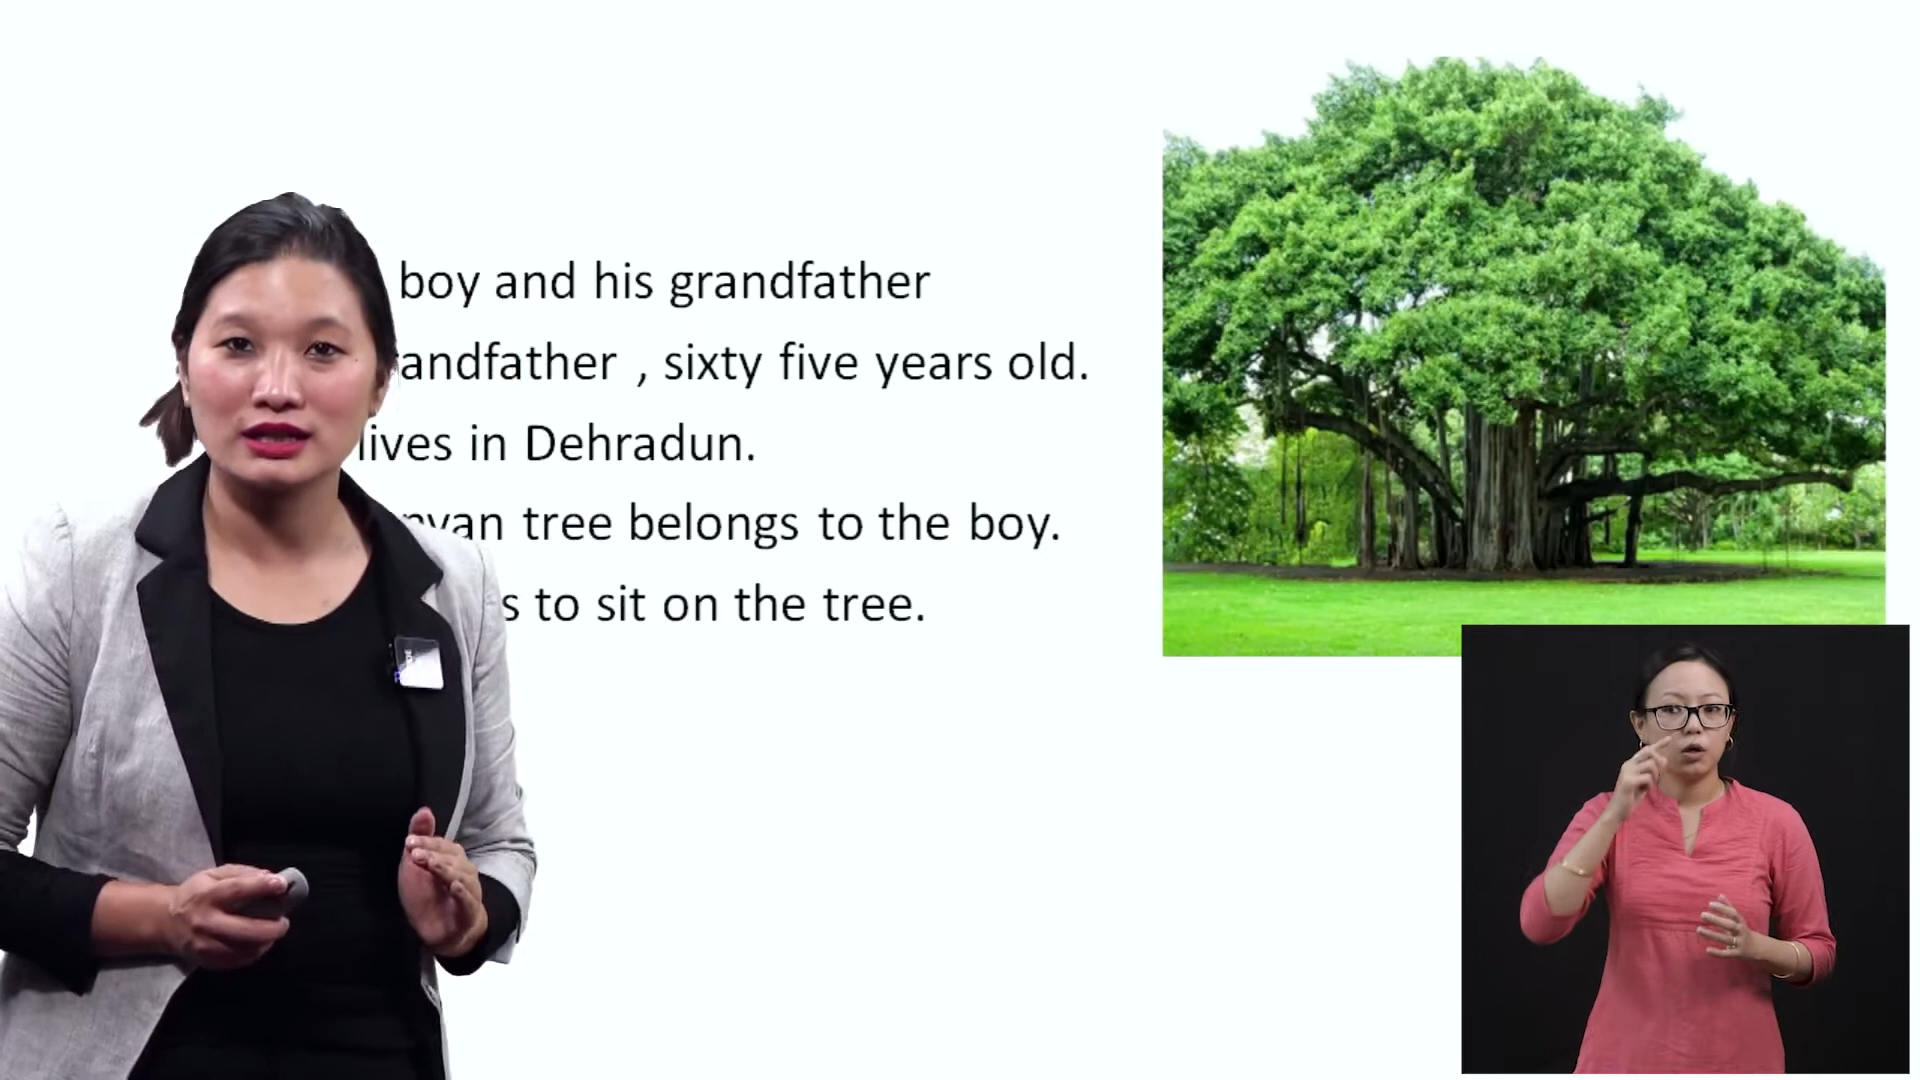 boy and his grandfather
andfather , sixty five years old.
lives in Dehradun.
tree belongs to the boy.
s to sit on the tree.